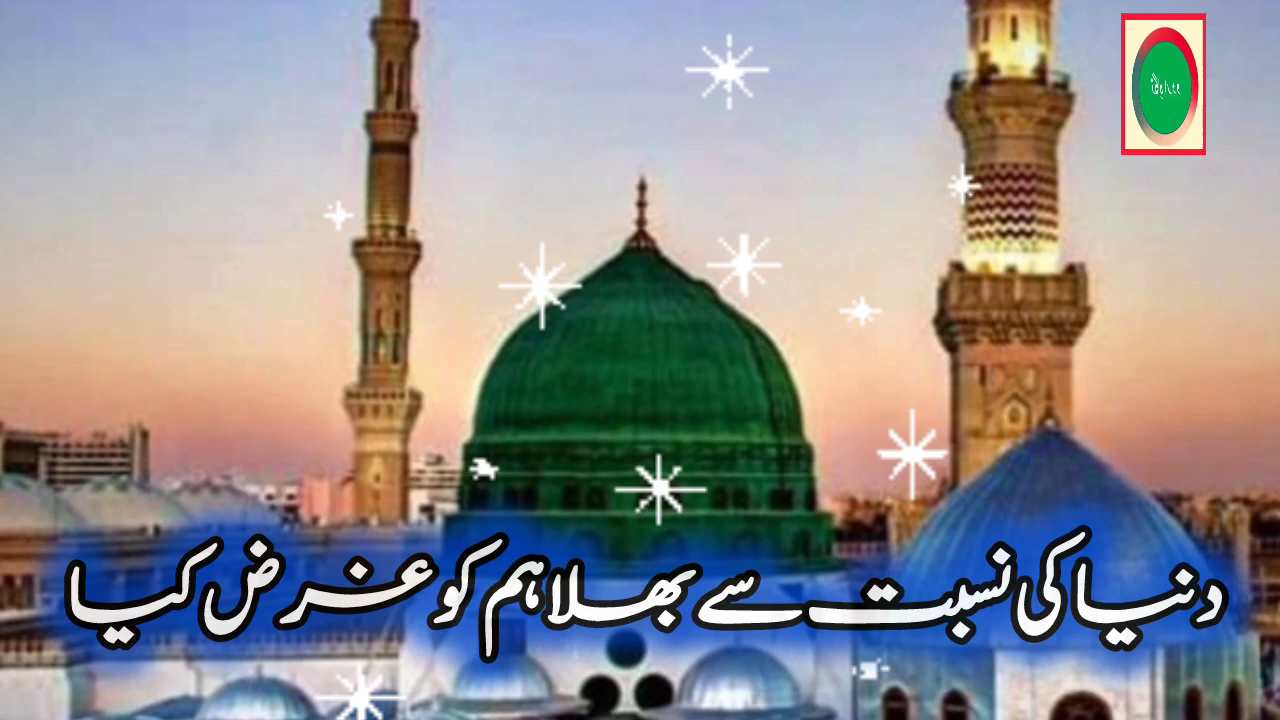 دنیا کی نسبت سے بھلا ہم کو غرض کیا